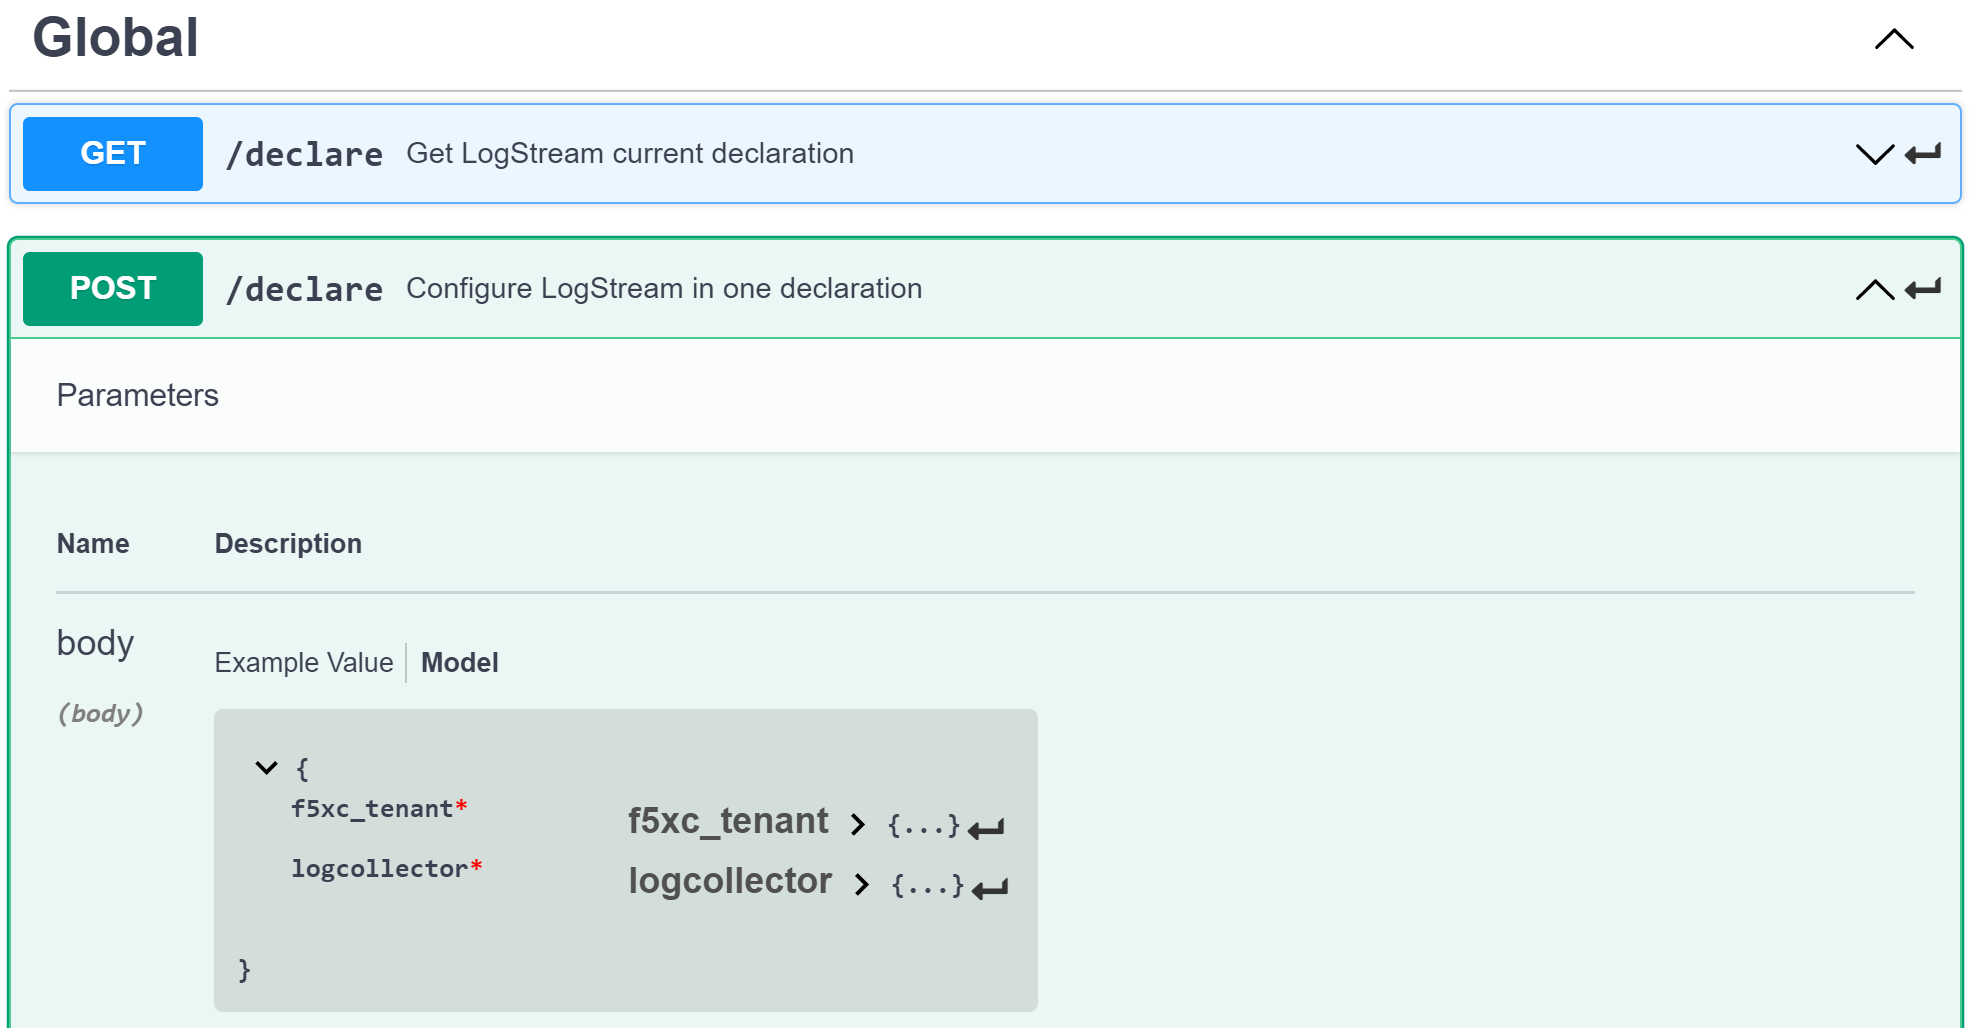 Global
GET /declare Get LogStream current declaration
POST /declare Configure LogStream in one declaration
Parameters
Name Description
body
Example Value Model
(body)
{
f5xc_tenant* f5xc_tenant {...}
logcollector* logcollector {...}
}